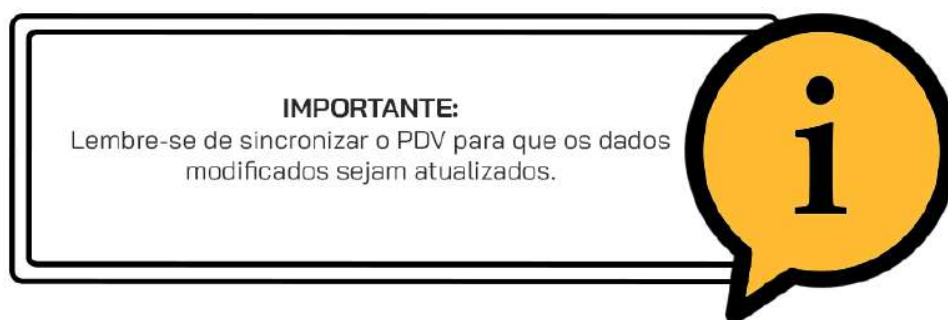 IMPORTANTE:
Lembre-se de sincronizar o PDV para que os dados
modificados sejam atualizados.
i